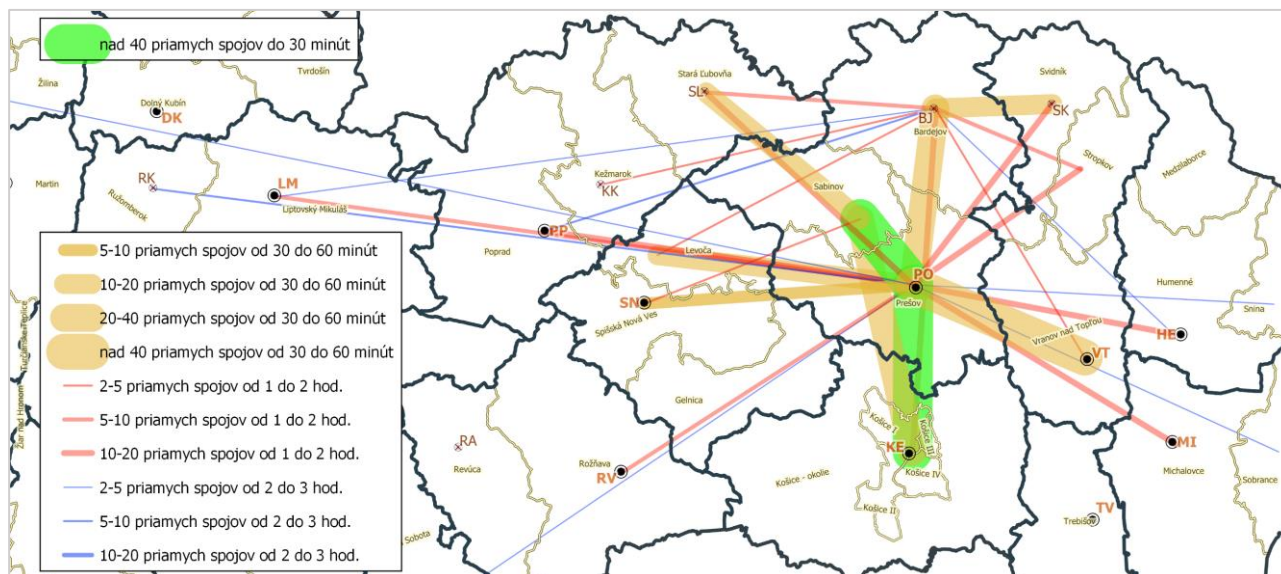 nad 40 priamych spojov do 30 minút
Žilina
Tvrdošín
Dolný Kubín
DK
Martin
RK
Ružomberok
LM
Liptovský Mikuláš
Stará Ľubovňa
SL
Kežmarok
KK
BJ
Bardejov
Svidník
SK
Stropkov
Medzilaborce
Sabinov
PP
Poprad
Levoča
SN
Spišská Nová Ves
PO
Prešov
Humenné
Snina
HE
Vranov nad Topľou
VT
Gelnica
RA
Revúca
Rožňava
RV
Košice I
Košice III
KE
Košice IV
Košice - okolie
Košice II
MI
Michalovce
Sobrance
TV
Trebišov
Sobota
Turčianske Teplice
Žiar nad Hronom
5-10 priamych spojov od 30 do 60 minút
10-20 priamych spojov od 30 do 60 minút
20-40 priamych spojov od 30 do 60 minút
nad 40 priamych spojov od 30 do 60 minút
2-5 priamych spojov od 1 do 2 hod.
5-10 priamych spojov od 1 do 2 hod.
10-20 priamych spojov od 1 do 2 hod.
2-5 priamych spojov od 2 do 3 hod.
5-10 priamych spojov od 2 do 3 hod.
10-20 priamych spojov od 2 do 3 hod.